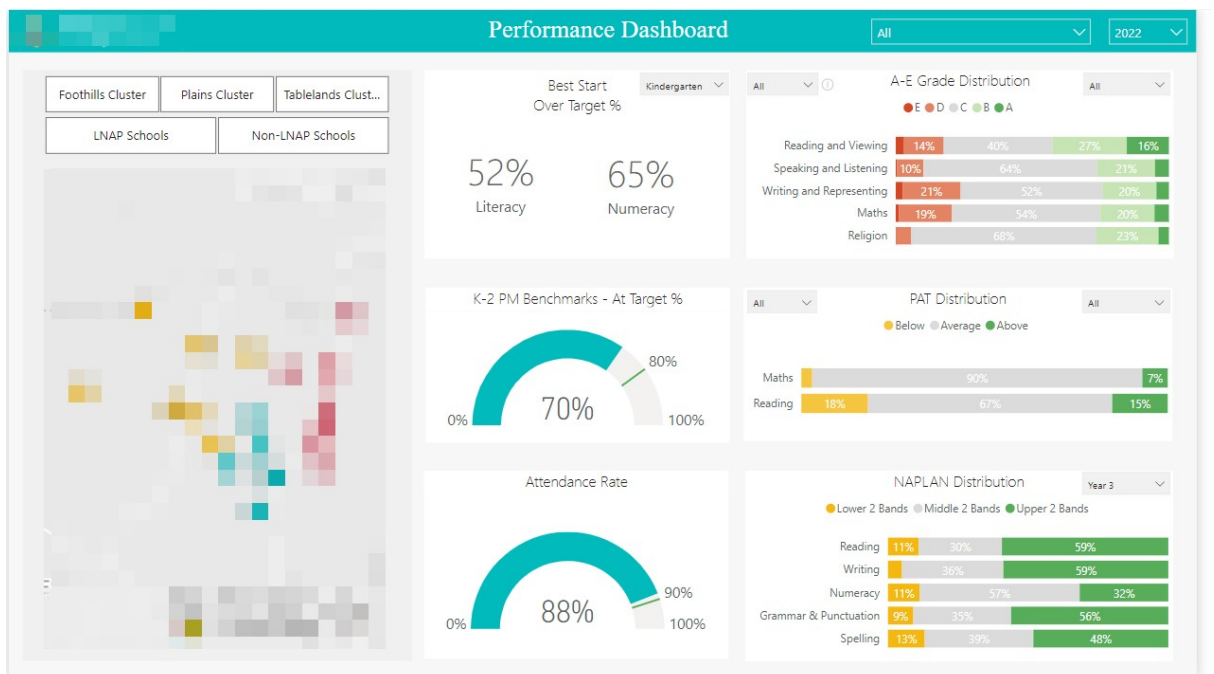 Performance Dashboard
All
2022
Foothills Cluster
Plains Cluster
Tablelands Clust...
LNAP Schools
Non-LNAP Schools
Best Start
Over Target %
Kindergarten
52%
Literacy
65%
Numeracy
All
A-E Grade Distribution
All
E D C B A
Reading and Viewing 14% 40% 27% 16%
Speaking and Listening 10% 64% 21%
Writing and Representing 21% 52% 20%
Maths 19% 54% 20%
Religion 68% 23%
K-2 PM Benchmarks - At Target %
80%
70%
0%
100%
All
PAT Distribution
All
Below Average Above
Maths 90% 7%
Reading 18% 67% 15%
Attendance Rate
90%
88%
0%
100%
NAPLAN Distribution
Year 3
Lower 2 Bands Middle 2 Bands Upper 2 Bands
Reading 11% 30% 59%
Writing 36% 59%
Numeracy 11% 57% 32%
Grammar & Punctuation 9% 35% 56%
Spelling 13% 39% 48%